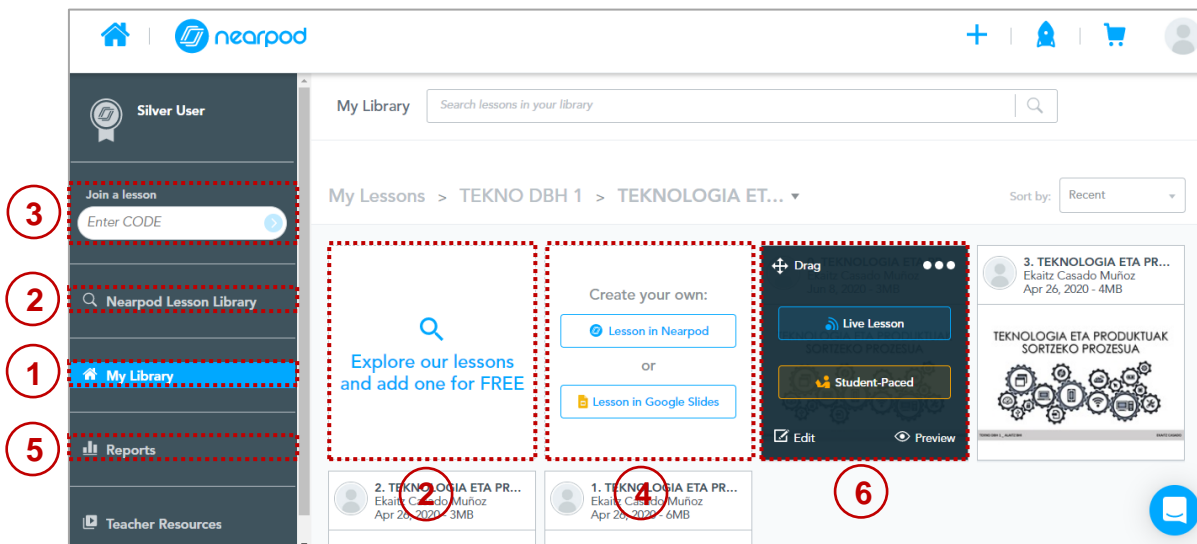 nearpod
Silver User
My Library
Search lessons in your library
Join a lesson
Enter CODE
3
My Lessons > TEKNO DBH 1 > TEKNOLOGIA ET...
Sort by:
Recent
2
Nearpod Lesson Library
1
My Library
5
Reports
Teacher Resources
Explore our lessons
and add one for FREE
Create your own:
Lesson in Nearpod
or
Lesson in Google Slides
Drag
Live Lesson
Student-Paced
Edit
Preview
3. TEKNOLOGIA ETA PR...
Ekaitz Casado Muñoz
Apr 26, 2020 - 4MB
TEKNOLOGIA ETA PRODUKTUAK
SORTZEKO PROZESUA
2. TEKNOLOGIA ETA PR...
Ekaitz Casado Muñoz
Apr 26, 2020 - 3MB
2
1. TEKNOLOGIA ETA PR...
Ekaitz Casado Muñoz
Apr 26, 2020 - 6MB
4
6